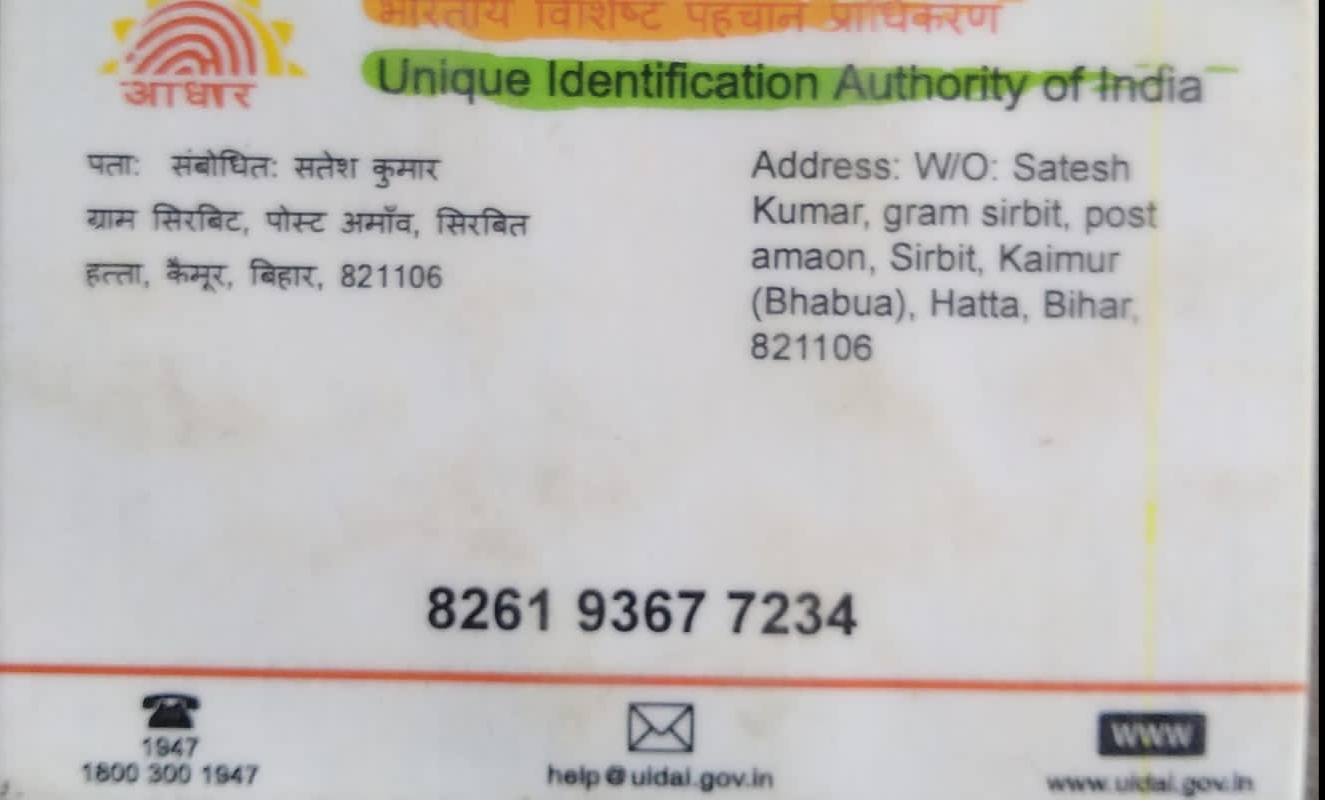 भारतीय विशिष्ट पहचान प्राधिकरण
Unique Identification Authority of India
आधार
पताः संबोधितः सतेश कुमार
ग्राम सिरबिट, पोस्ट अमाँव, सिरबित
हत्ता, कैमूर, बिहार, 821106
Address: W/O: Satesh
Kumar, gram sirbit, post
amaon, Sirbit, Kaimur
(Bhabua), Hatta, Bihar,
821106
8261 9367 7234
1947
1800 300 1947
help@uidai.gov.in
WWW
www.uidai.gov.in